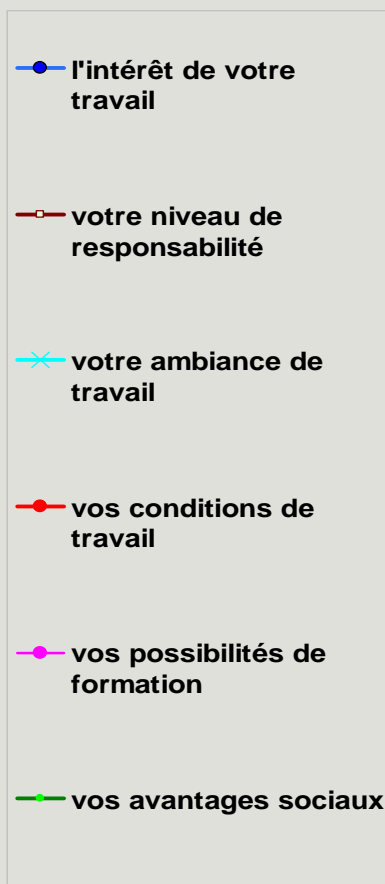 l'intérêt de votre
travail
votre niveau de
responsabilité
votre ambiance de
travail
vos conditions de
travail
vos possibilités de
formation
vos avantages sociaux